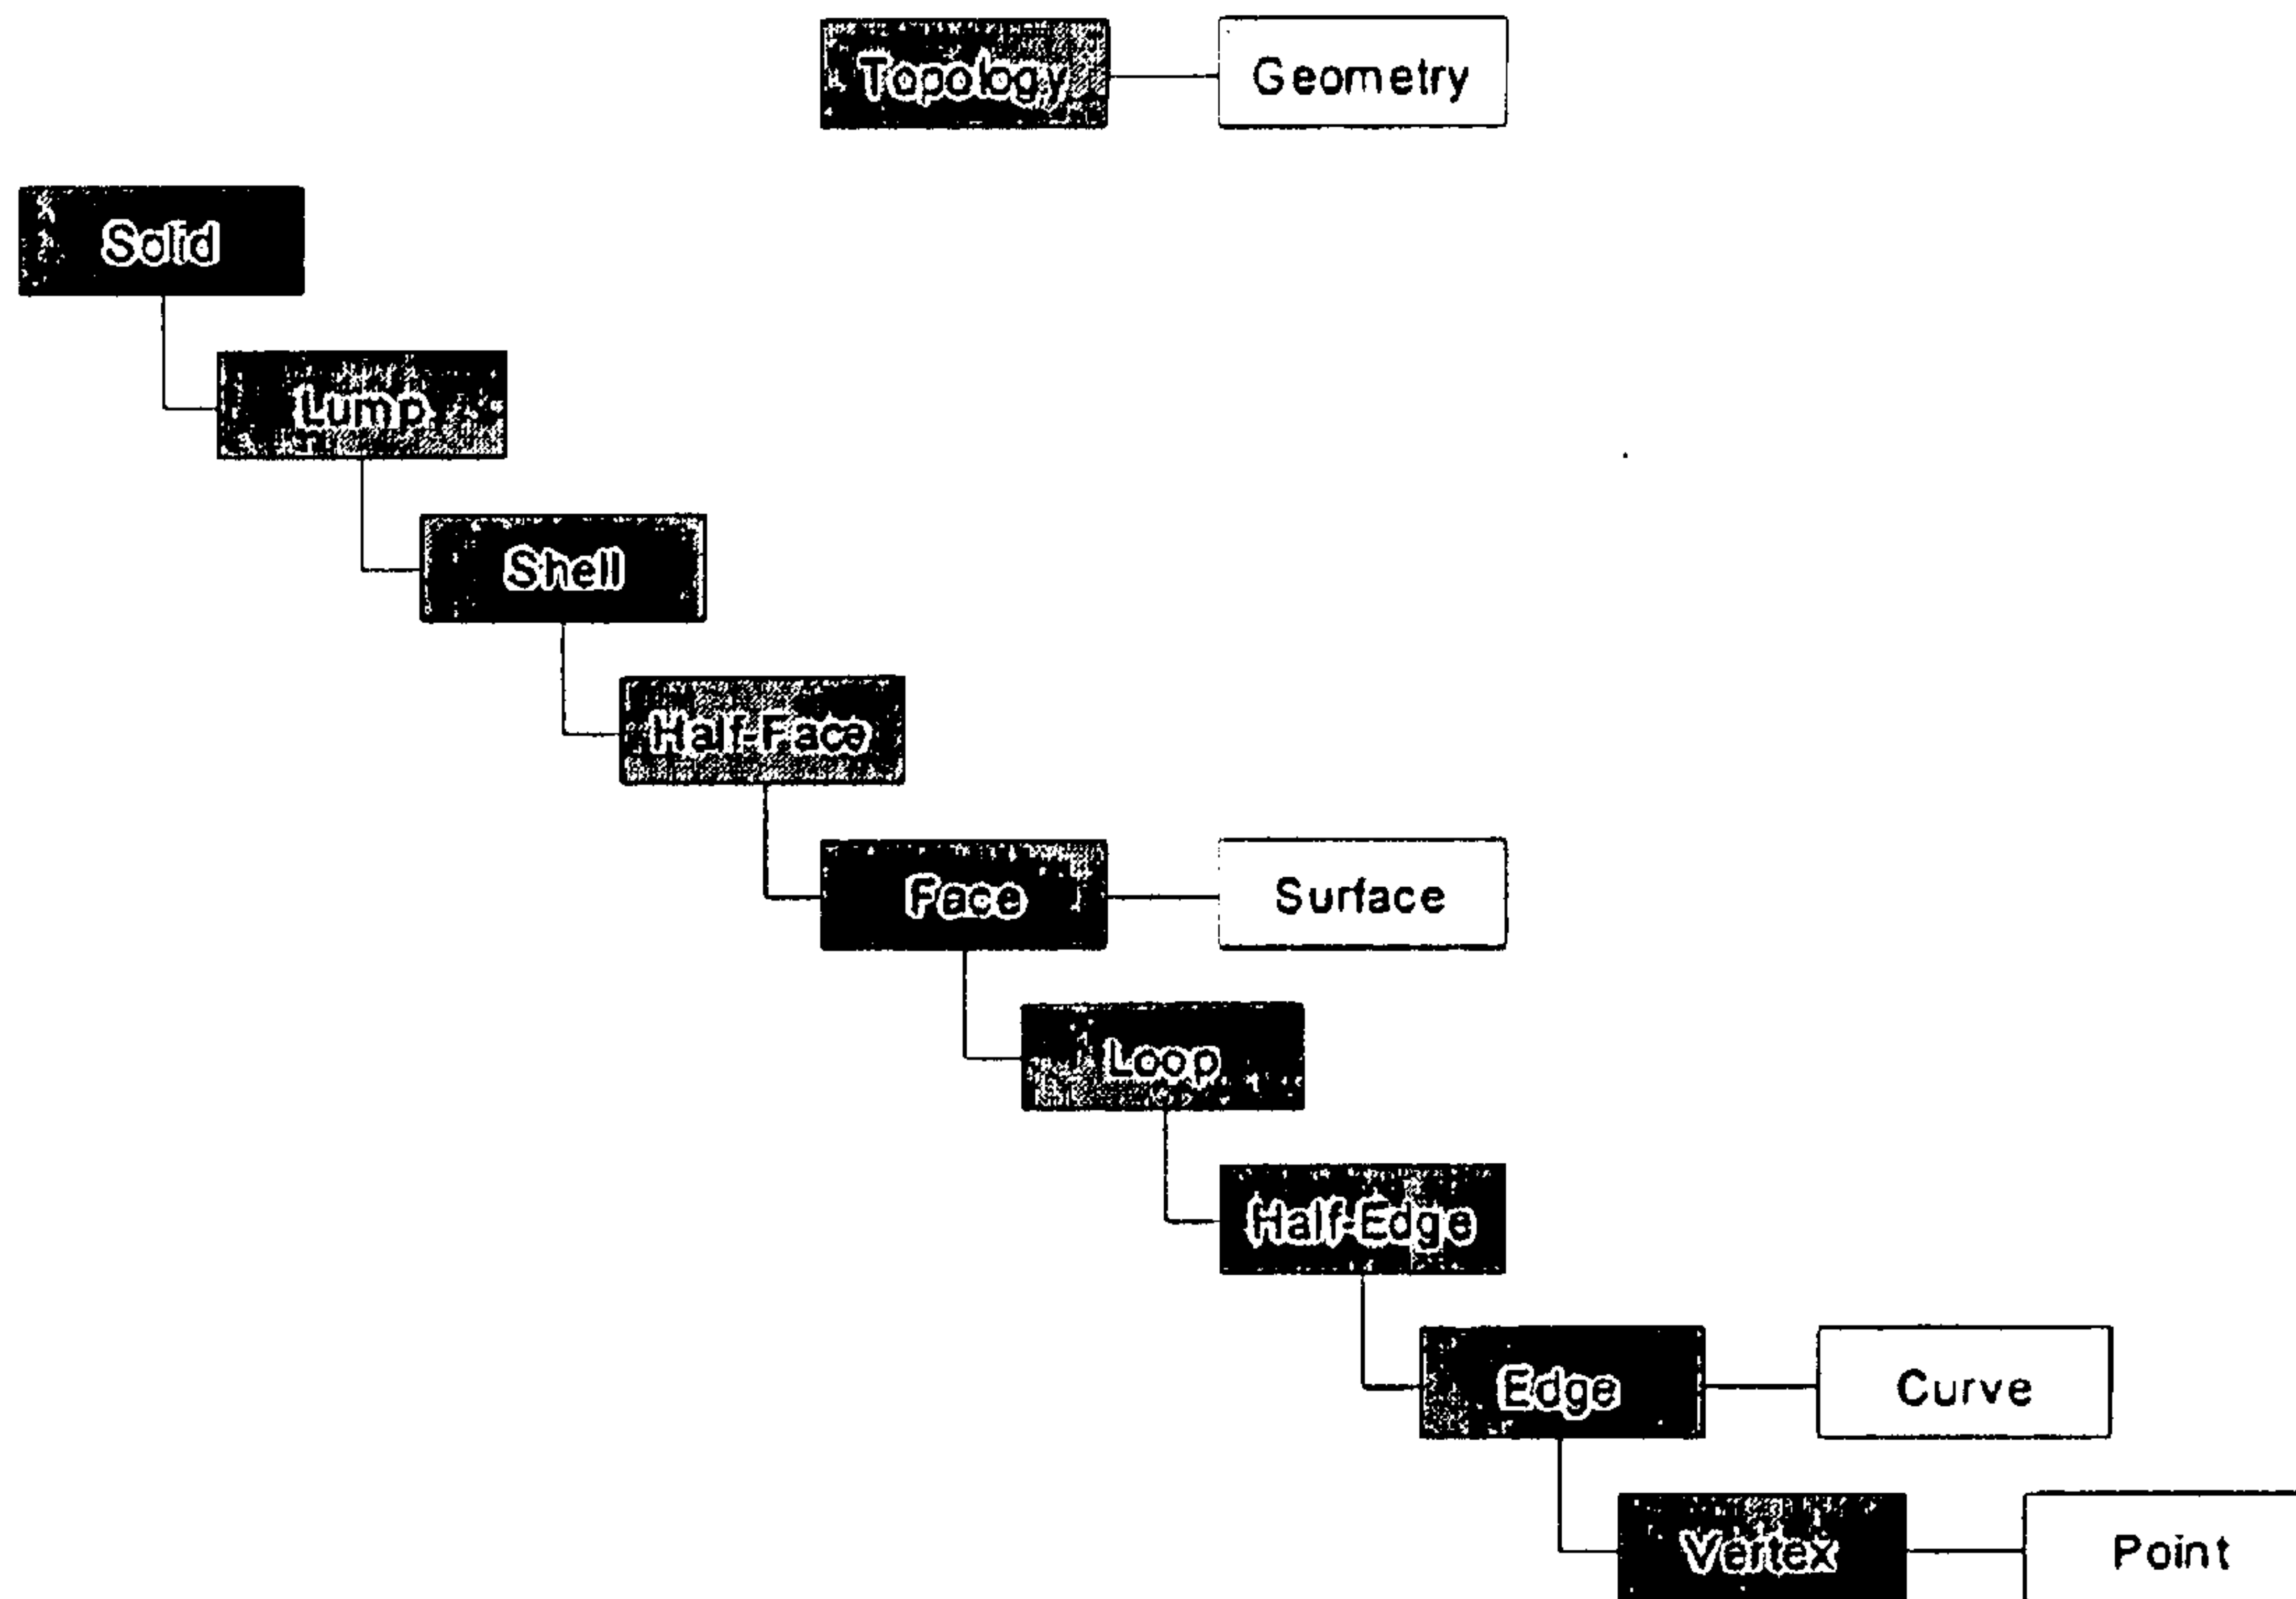 Topology Geometry
Solid
Lump
Shell
Half-Face
Face Surface
Loop
Half-Edge
Edge Curve
Vertex Point